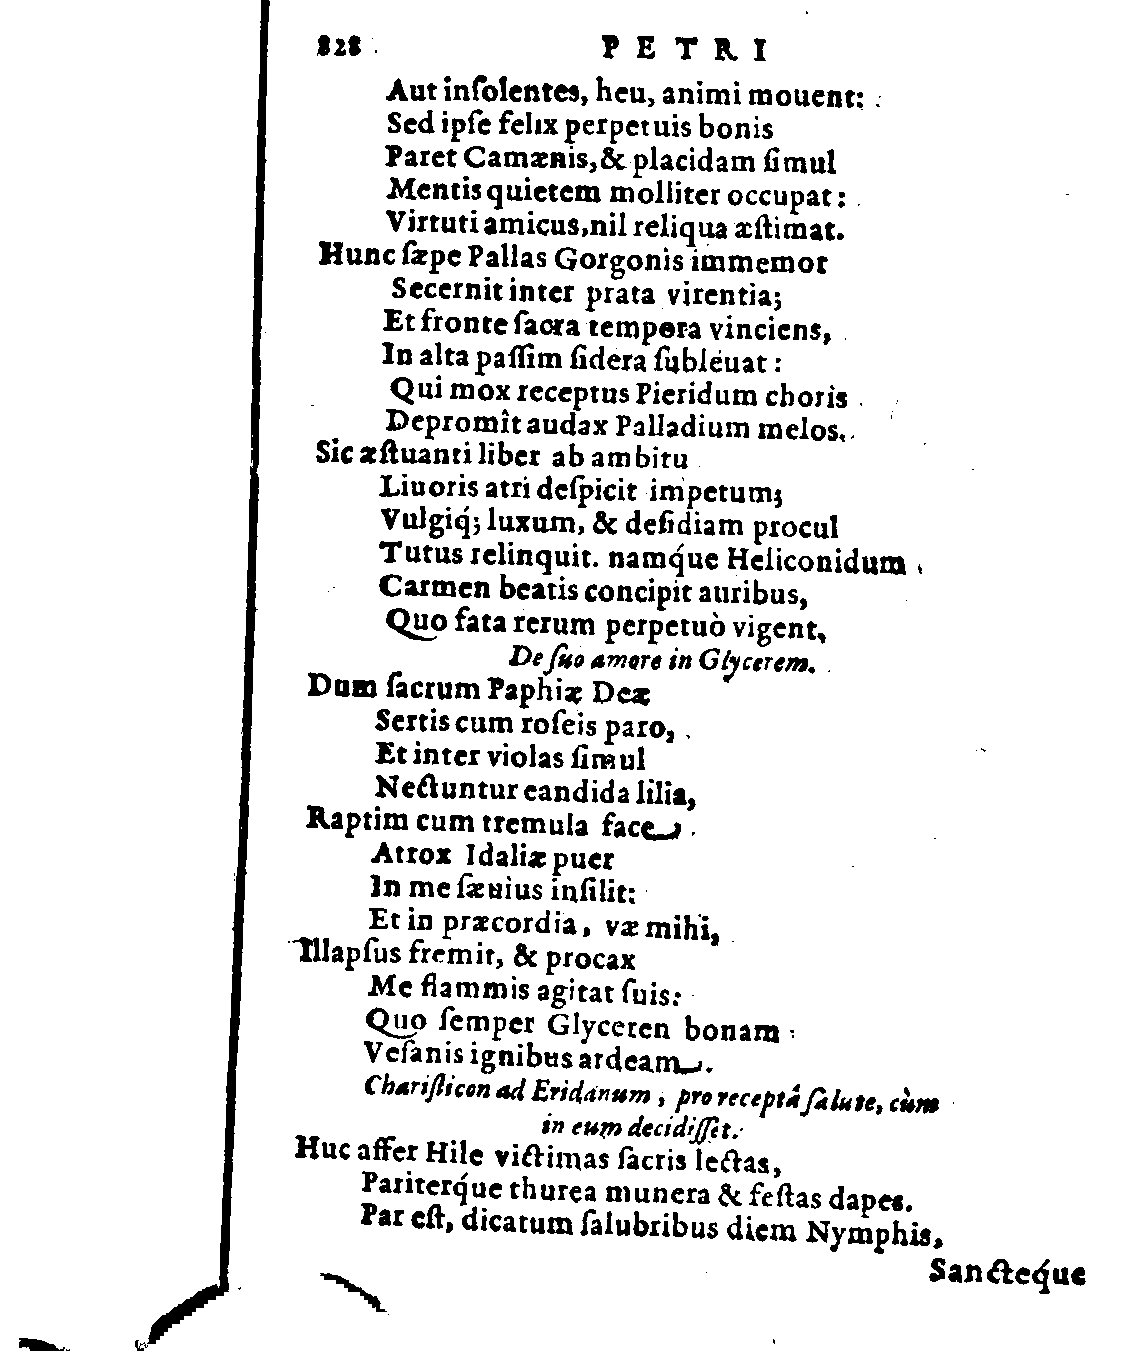 828 PETRI
Aut inſolentes, heu, animi mouent:
Sed ipſe felix perpetuis bonis
Paret Camænis, & placidam ſimul
Mentis quietem molliter occupat:
Virtuti amicus, nil reliqua æſtimat.
Hunc ſæpe Pallas Gorgonis immemor
Secernit inter prata virentia;
Et fronte ſacra tempora vinciens,
In alta paſſim ſidera ſubleuat:
Qui mox receptus Pieridum choris
Depromît audax Palladium melos.
Sic æſtuanti liber ab ambitu
Liuoris atri deſpicit impetum;
Vulgiq́; luxum, & deſidiam procul
Tutus relinquit. namq́ue Heliconidum
Carmen beatis concipit auribus,
Quo fata rerum perpetuò vigent,
De ſuo amore in Glycerem.
Dum ſacrum Paphiæ Deæ
Sertis cum roſeis paro,
Et inter violas ſimul
Nectuntur eandida lilia,
Raptim cum tremula face
Atrox Idaliæ puer
In me ſæuius inſilit:
Et in præcordia, væ mihi,
Illapſus fremit, & procax
Me flammis agitat ſuis:
Quo ſemper Glyceren bonam
Veſanis ignibus ardeam.
Chariſticon ad Eridanum, pro receptâ ſalute, cùm
in eum decidiſſet.
Huc affer Hile victimas ſacris lectas,
Pariterq́ue thurea munera & feſtas dapes.
Par eſt, dicatum ſalubribus diem Nymphis,
Sancteq́ue